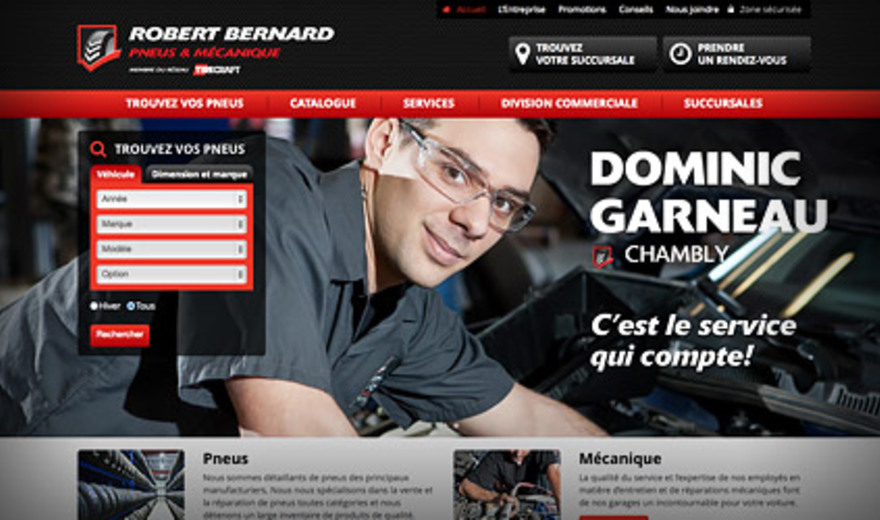 Accueil L'Entreprise Promotions Conseils Nous joindre Zone sécurisée
ROBERT BERNARD
PNEUS & MÉCANIQUE
MEMBRE DU RÉSEAU TIRECRAFT
TROUVEZ
VOTRE SUCCURSALE
PRENDRE
UN RENDEZ-VOUS
TROUVEZ VOS PNEUS CATALOGUE SERVICES DIVISION COMMERCIALE SUCCURSALES
TROUVEZ VOS PNEUS
Véhicule Dimension et marque
Année
Marque
Modèle
Option
Hiver Tous
Rechercher
DOMINIC
GARNEAU
CHAMBLY
C'est le service
qui compte!
Pneus
Nous sommes détaillants de pneus des principaux
manufacturiers. Nous nous spécialisons dans la vente et
la réparation de pneus toutes catégories et nous
détenons un large inventaire de produits de qualité.
Mécanique
La qualité du service et l'expertise de nos employés en
matière d'entretien et de réparations mécaniques font
de nos garages un incontournable pour votre voiture.